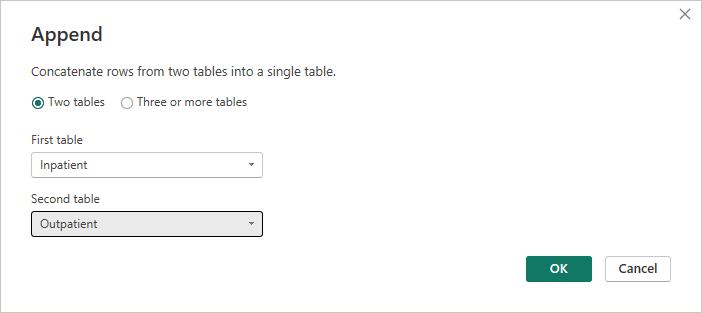 Append
Concatenate rows from two tables into a single table.
Two tables Three or more tables
First table
Inpatient
Second table
Outpatient
OK Cancel